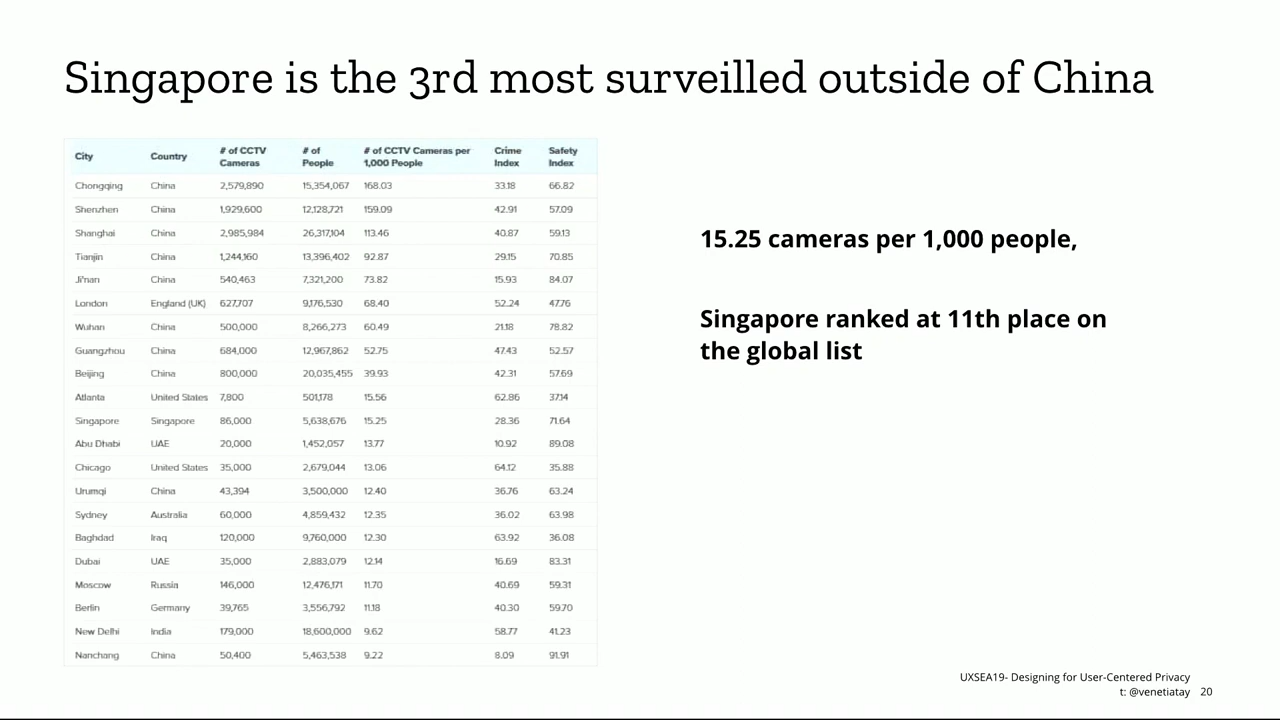 Singapore is the 3rd most surveilled outside of China
City Country # of CCTV Cameras # of People # of CCTV Cameras per 1,000 People Crime Index Safety Index
Chongqing China 2,579,890 15,354,067 168.03 33.18 66.82
Shenzhen China 1,929,600 12,128,721 159.09 42.91 57.09
Shanghai China 2,985,984 26,317,104 113.46 40.87 59.13
Tianjin China 1,244,160 13,396,402 92.87 29.15 70.85
Ji'nan China 540,463 7,321,200 73.82 15.93 84.07
London England (UK) 627,707 9,176,530 68.40 52.24 47.76
Wuhan China 500,000 8,266,273 60.49 21.18 78.82
Guangzhou China 684,000 12,967,862 52.75 47.43 52.57
Beijing China 800,000 20,035,455 39.93 42.31 57.69
Atlanta United States 7,800 501,178 15.56 62.86 37.14
Singapore Singapore 86,000 5,638,676 15.25 28.36 71.64
Abu Dhabi UAE 20,000 1,452,057 13.77 10.92 89.08
Chicago United States 35,000 2,679,044 13.06 64.12 35.88
Urumqi China 43,394 3,500,000 12.40 36.76 63.24
Sydney Australia 60,000 4,859,432 12.35 36.02 63.98
Baghdad Iraq 120,000 9,760,000 12.30 63.92 36.08
Dubai UAE 35,000 2,883,079 12.14 16.69 83.31
Moscow Russia 146,000 12,476,171 11.70 40.69 59.31
Berlin Germany 39,765 3,556,792 11.18 40.30 59.70
New Delhi India 179,000 18,600,000 9.62 58.77 41.23
Nanchang China 50,400 5,463,538 9.22 8.09 91.91
15.25 cameras per 1,000 people,
Singapore ranked at 11th place on
the global list
UXSEA19- Designing for User-Centered Privacy
t: @venetiatay 20